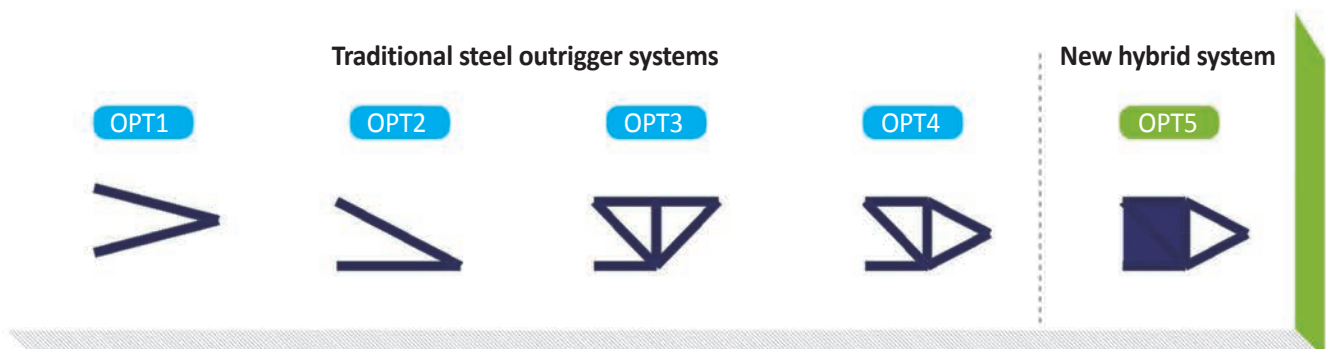 Traditional steel outrigger systems
New hybrid system
OPT1
OPT2
OPT3
OPT4
OPT5